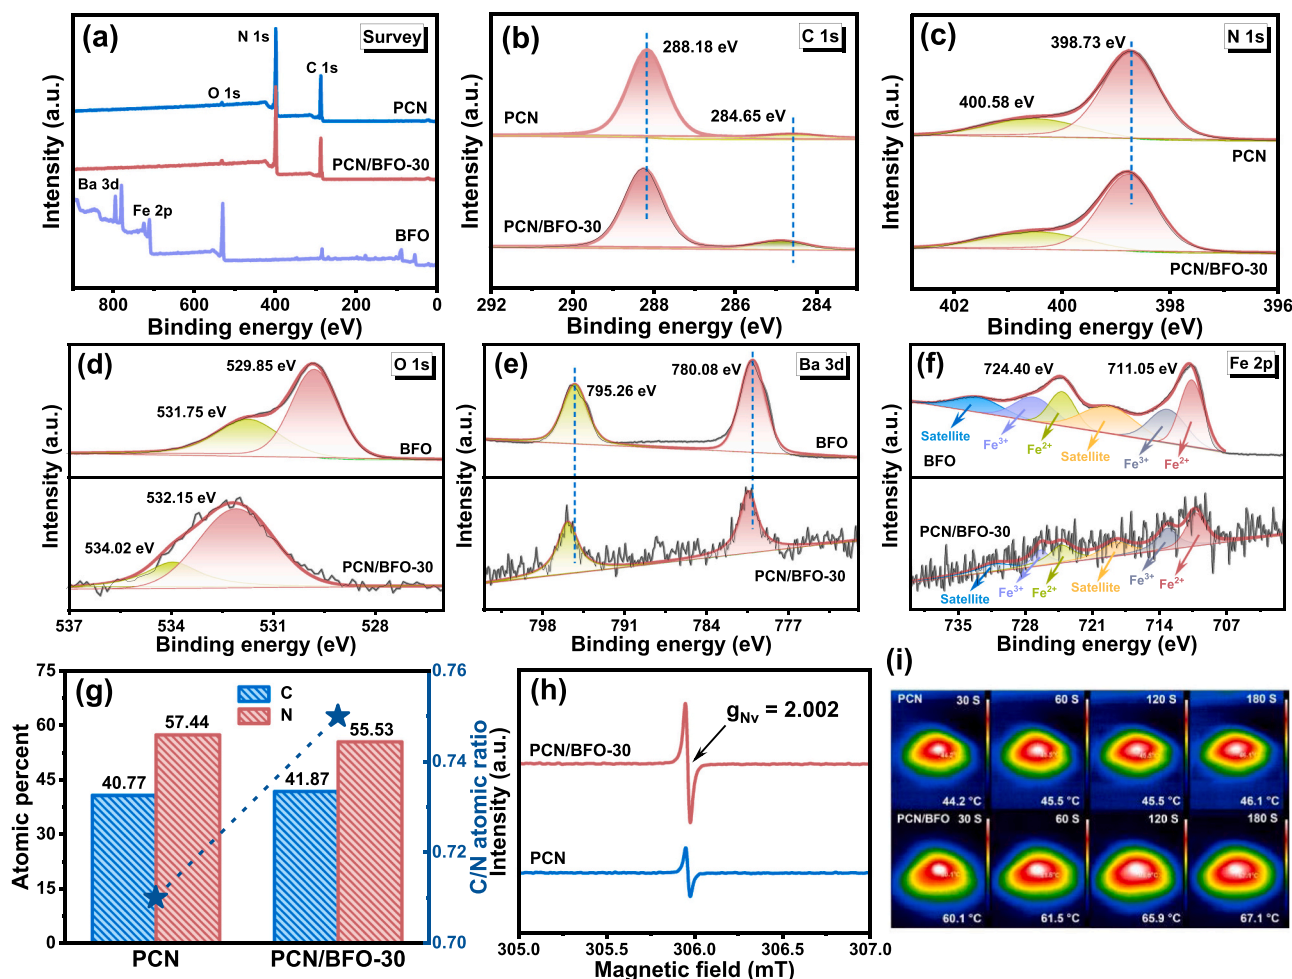 (a)
Survey
N 1s
C 1s
O 1s
PCN
PCN/BFO-30
Ba 3d
Fe 2p
BFO
Intensity (a.u.)
800 600 400 200 0
Binding energy (eV)
(b)
C 1s
288.18 eV
PCN
284.65 eV
PCN/BFO-30
Intensity (a.u.)
292 290 288 286 284
Binding energy (eV)
(c)
N 1s
398.73 eV
400.58 eV
PCN
PCN/BFO-30
Intensity (a.u.)
402 400 398 396
Binding energy (eV)
(d)
O 1s
529.85 eV
531.75 eV
BFO
532.15 eV
534.02 eV
PCN/BFO-30
Intensity (a.u.)
537 534 531 528
Binding energy (eV)
(e)
Ba 3d
780.08 eV
795.26 eV
BFO
PCN/BFO-30
Intensity (a.u.)
798 791 784 777
Binding energy (eV)
(f)
Fe 2p
724.40 eV
711.05 eV
Satellite
Fe3+
Fe2+
Satellite
Fe3+
Fe2+
BFO
PCN/BFO-30
Satellite
Fe3+
Fe2+
Satellite
Fe3+
Fe2+
Intensity (a.u.)
735 728 721 714 707
Binding energy (eV)
(g)
C
N
57.44
55.53
40.77
41.87
Atomic percent
75
60
45
30
15
0
C/N atomic ratio
0.76
0.74
0.72
0.70
PCN PCN/BFO-30
(h)
gNv = 2.002
PCN/BFO-30
PCN
Intensity (a.u.)
305.0 305.5 306.0 306.5 307.0
Magnetic field (mT)
(i)
PCN 30 S 60 S 120 S 180 S
44.2 °C 45.5 °C 45.5 °C 46.1 °C
PCN/BFO 30 S 60 S 120 S 180 S
60.1 °C 61.5 °C 65.9 °C 67.1 °C